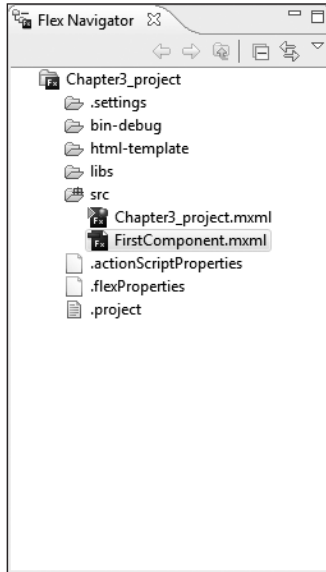 Flex Navigator
Chapter3_project
.settings
bin-debug
html-template
libs
src
Chapter3_project.mxml
FirstComponent.mxml
.actionScriptProperties
.flexProperties
.project